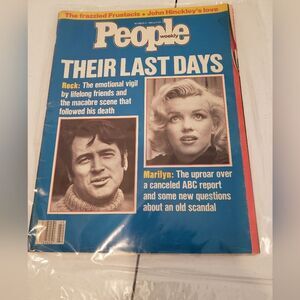 The frazzled Frustacis • John Hinckley's love
People
weekly
THEIR LAST DAYS
Rock: The emotional vigil
by lifelong friends and
the macabre scene that
followed his death
Marilyn: The uproar over
a canceled ABC report
and some new questions
about an old scandal